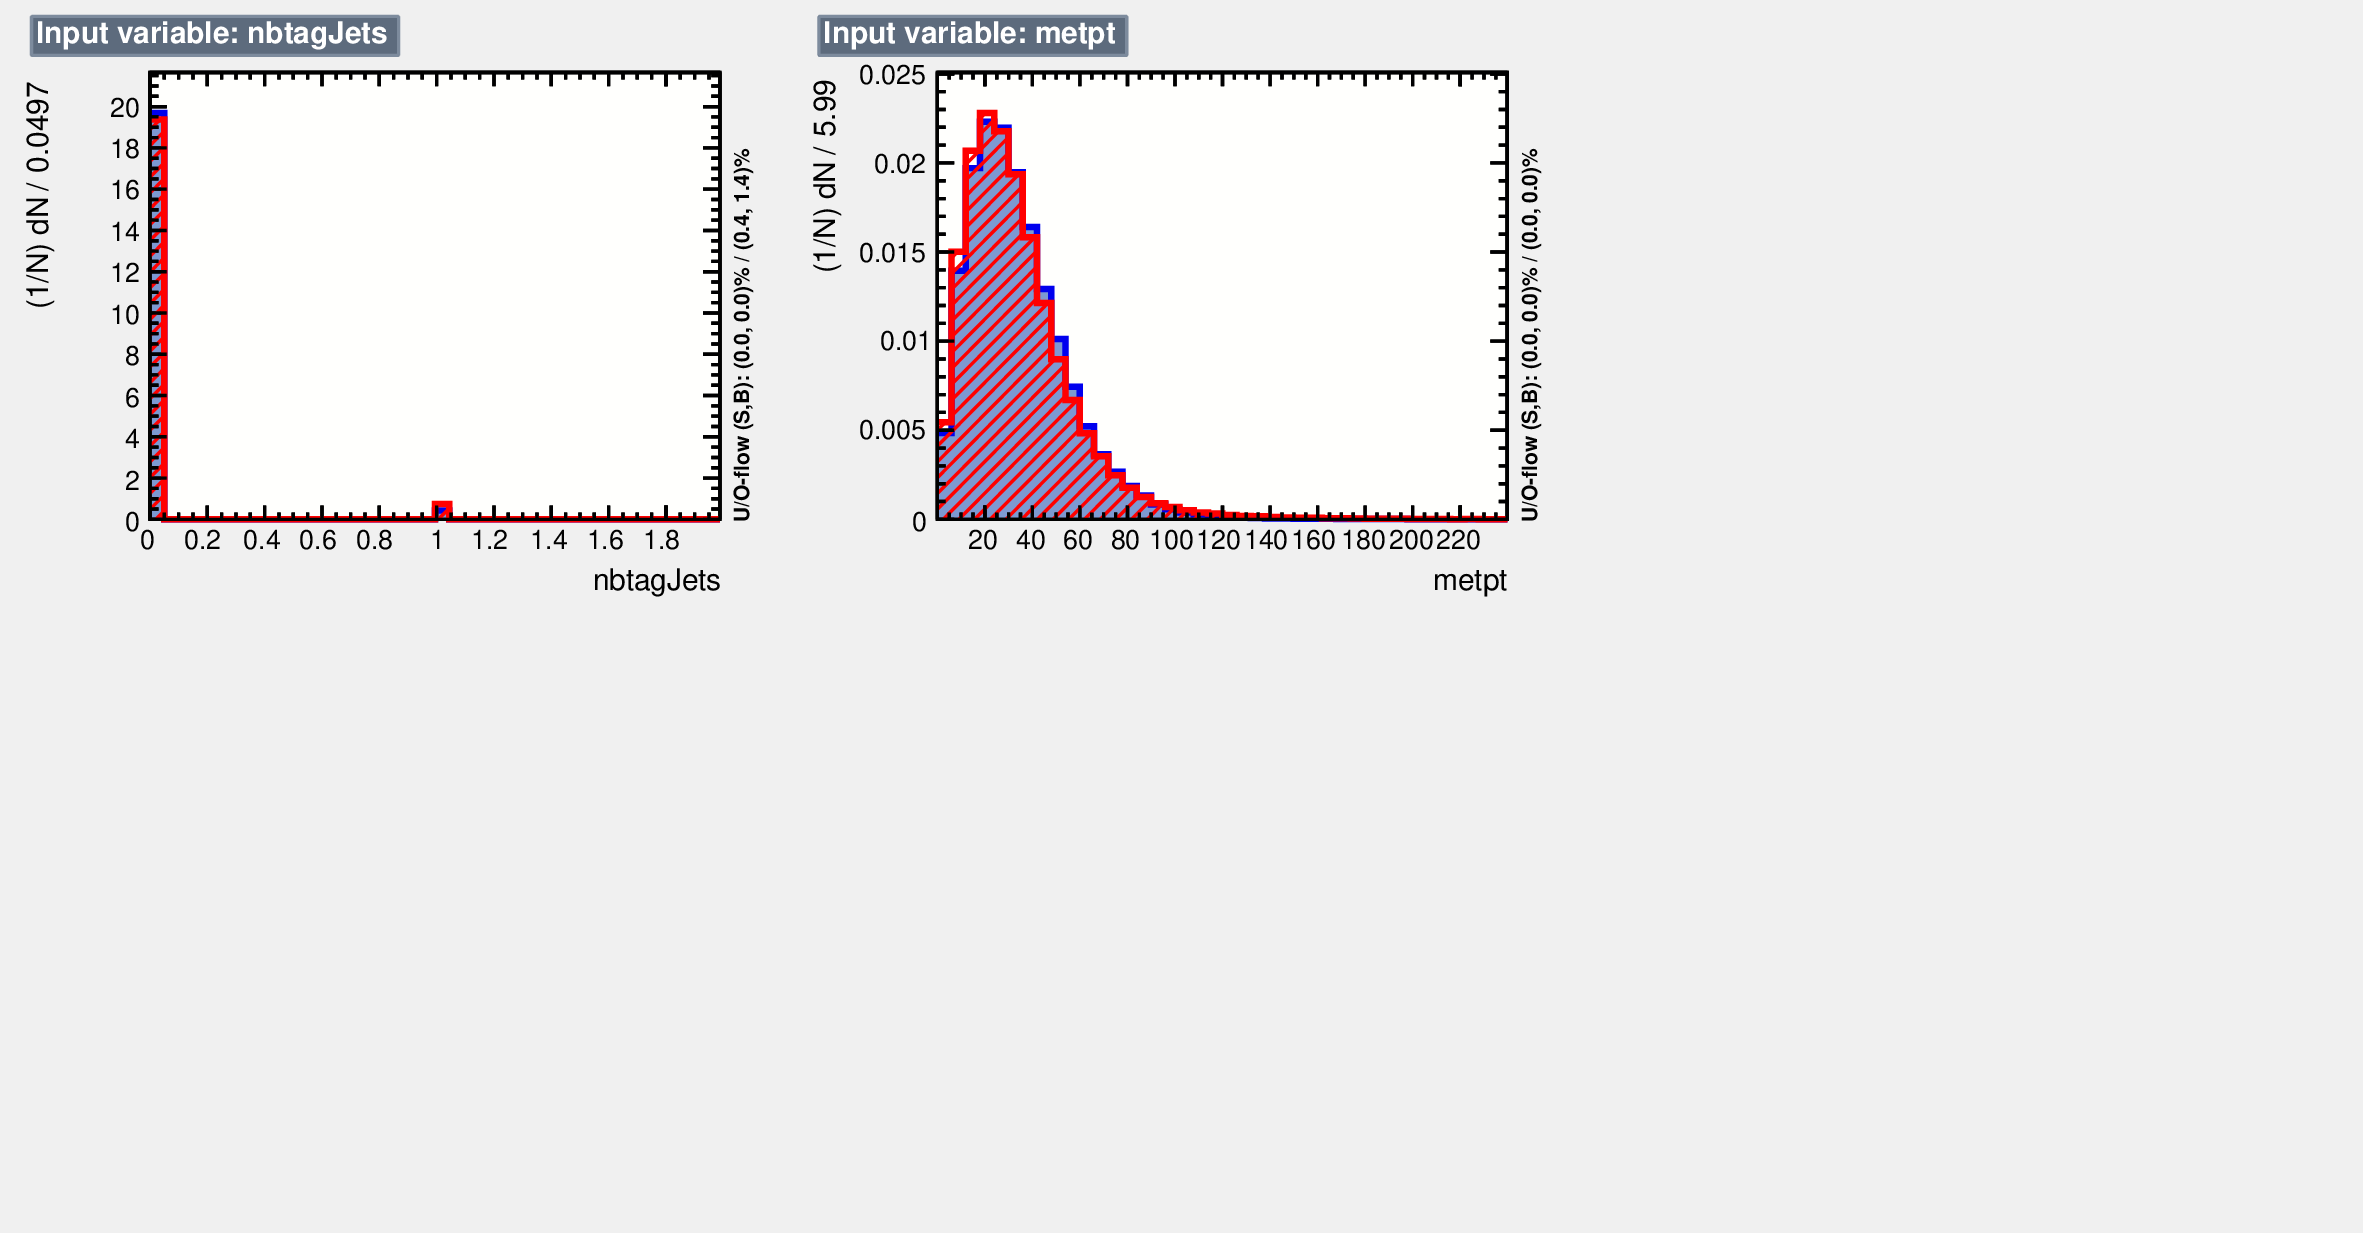 Input variable: nbtagJets
(1/N) dN / 0.0497
20
18
16
14
12
10
8
6
4
2
0
0 0.2 0.4 0.6 0.8 1 1.2 1.4 1.6 1.8
nbtagJets
U/O-flow (S,B): (0.0, 0.0)% / (0.4, 1.4)%
Input variable: metpt
(1/N) dN / 5.99
0.025
0.02
0.015
0.01
0.005
0
20 40 60 80 100 120 140 160 180 200 220
metpt
U/O-flow (S,B): (0.0, 0.0)% / (0.0, 0.0)%